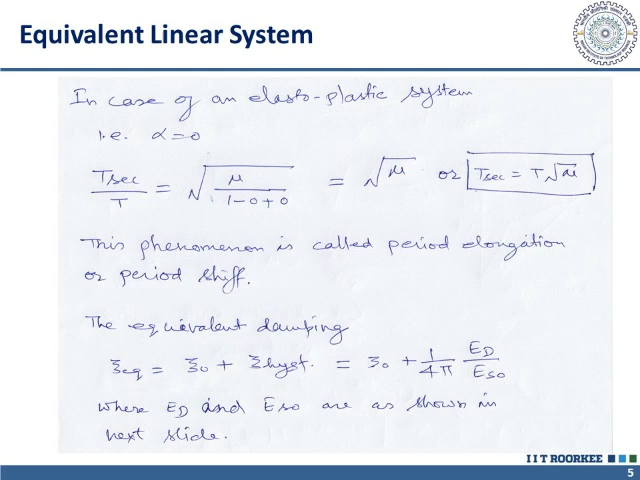 Equivalent Linear System
In case of an elasto-plastic system
i.e. α=0
Tsec/T = √(μ/(1-0+0)) = √μ or Tsec = T√μ
This phenomenon is called period elongation
or period shift.
The equivalent damping
ξeq = ξ0 + ξhyst. = ξ0 + 1/4π ED/ESO
where ED and ESO are as shown in
next slide.
IIT ROORKEE
5